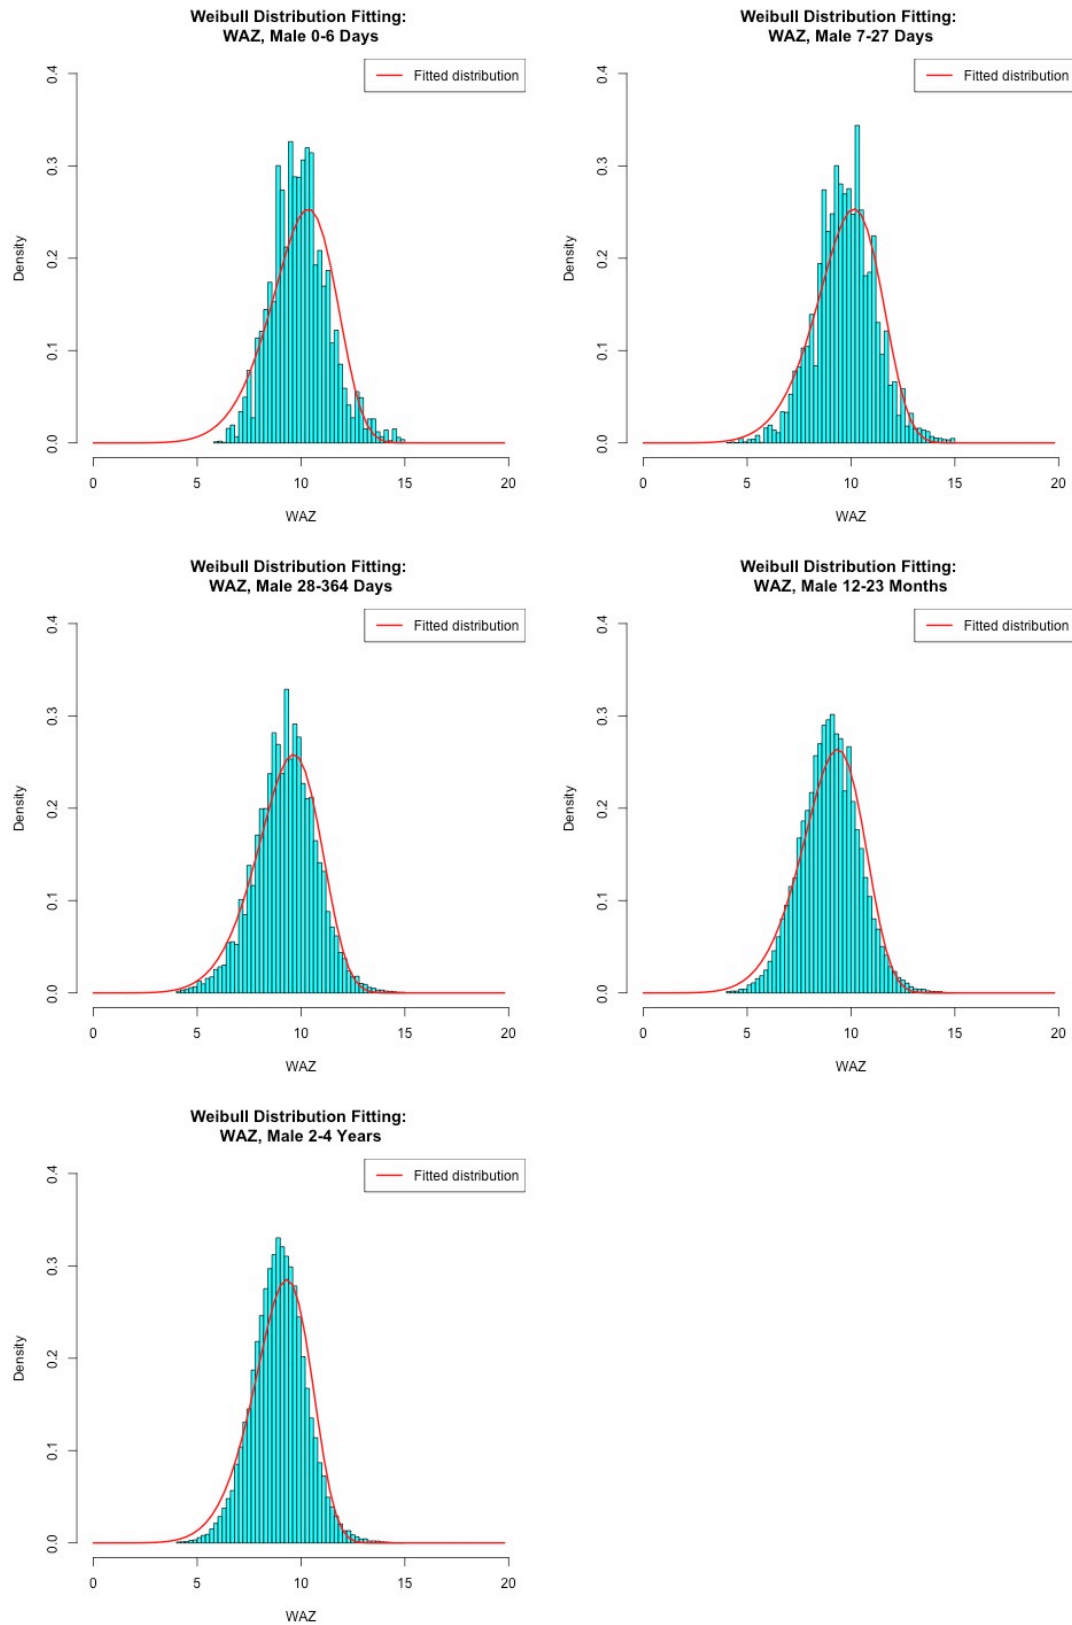 Weibull Distribution Fitting:
WAZ, Male 0-6 Days
Fitted distribution
Density
0.0
0.1
0.2
0.3
0.4
0 5 10 15 20
WAZ
Weibull Distribution Fitting:
WAZ, Male 7-27 Days
Fitted distribution
Density
0.0
0.1
0.2
0.3
0.4
0 5 10 15 20
WAZ
Weibull Distribution Fitting:
WAZ, Male 28-364 Days
Fitted distribution
Density
0.0
0.1
0.2
0.3
0.4
0 5 10 15 20
WAZ
Weibull Distribution Fitting:
WAZ, Male 12-23 Months
Fitted distribution
Density
0.0
0.1
0.2
0.3
0.4
0 5 10 15 20
WAZ
Weibull Distribution Fitting:
WAZ, Male 2-4 Years
Fitted distribution
Density
0.0
0.1
0.2
0.3
0.4
0 5 10 15 20
WAZ